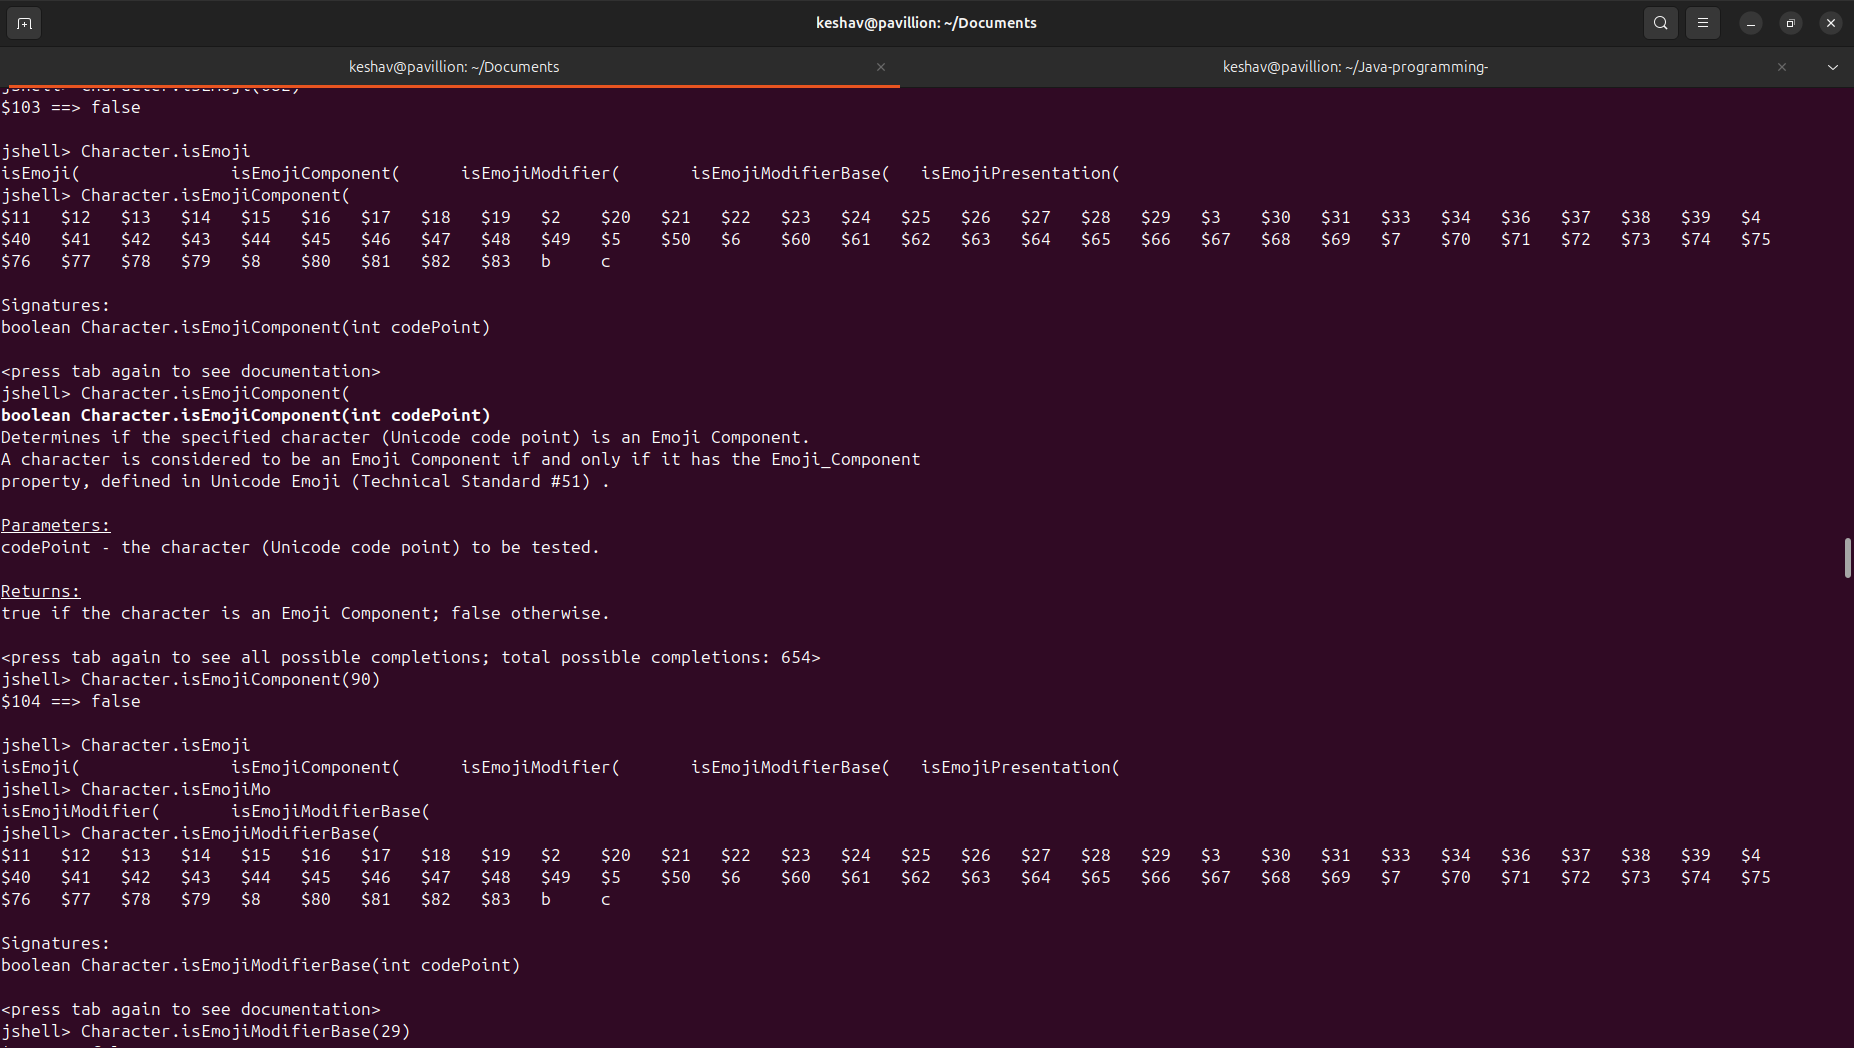 keshav@pavillion: ~/Documents
keshav@pavillion: ~/Documents × keshav@pavillion: ~/Java-programming- ×
$103 ==> false
jshell> Character.isEmoji
isEmoji( isEmojiComponent( isEmojiModifier( isEmojiModifierBase( isEmojiPresentation(
jshell> Character.isEmojiComponent(
$11 $12 $13 $14 $15 $16 $17 $18 $19 $2 $20 $21 $22 $23 $24 $25 $26 $27 $28 $29 $3 $30 $31 $33 $34 $36 $37 $38 $39 $4
$40 $41 $42 $43 $44 $45 $46 $47 $48 $49 $5 $50 $6 $60 $61 $62 $63 $64 $65 $66 $67 $68 $69 $7 $70 $71 $72 $73 $74 $75
$76 $77 $78 $79 $8 $80 $81 $82 $83 b c
Signatures:
boolean Character.isEmojiComponent(int codePoint)
<press tab again to see documentation>
jshell> Character.isEmojiComponent(
boolean Character.isEmojiComponent(int codePoint)
Determines if the specified character (Unicode code point) is an Emoji Component.
A character is considered to be an Emoji Component if and only if it has the Emoji_Component
property, defined in Unicode Emoji (Technical Standard #51) .
Parameters:
codePoint - the character (Unicode code point) to be tested.
Returns:
true if the character is an Emoji Component; false otherwise.
<press tab again to see all possible completions; total possible completions: 654>
jshell> Character.isEmojiComponent(90)
$104 ==> false
jshell> Character.isEmoji
isEmoji( isEmojiComponent( isEmojiModifier( isEmojiModifierBase( isEmojiPresentation(
jshell> Character.isEmojiMo
isEmojiModifier( isEmojiModifierBase(
jshell> Character.isEmojiModifierBase(
$11 $12 $13 $14 $15 $16 $17 $18 $19 $2 $20 $21 $22 $23 $24 $25 $26 $27 $28 $29 $3 $30 $31 $33 $34 $36 $37 $38 $39 $4
$40 $41 $42 $43 $44 $45 $46 $47 $48 $49 $5 $50 $6 $60 $61 $62 $63 $64 $65 $66 $67 $68 $69 $7 $70 $71 $72 $73 $74 $75
$76 $77 $78 $79 $8 $80 $81 $82 $83 b c
Signatures:
boolean Character.isEmojiModifierBase(int codePoint)
<press tab again to see documentation>
jshell> Character.isEmojiModifierBase(29)